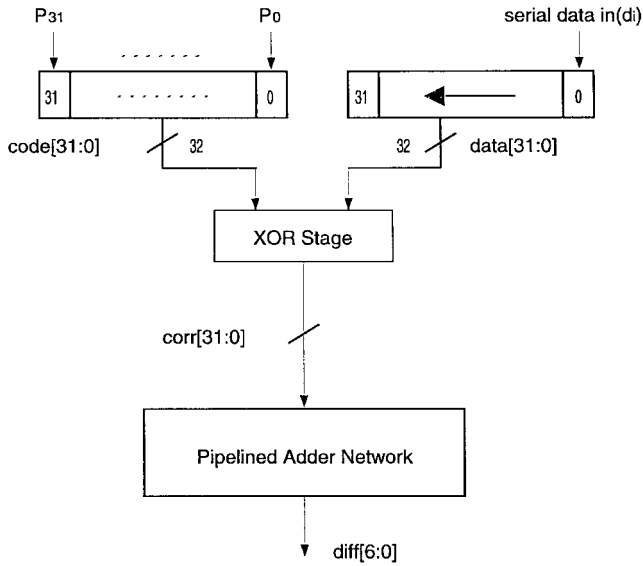 P31 P0 serial data in(di)
31 0 31 0
code[31:0] 32 32 data[31:0]
XOR Stage
corr[31:0]
Pipelined Adder Network
diff[6:0]